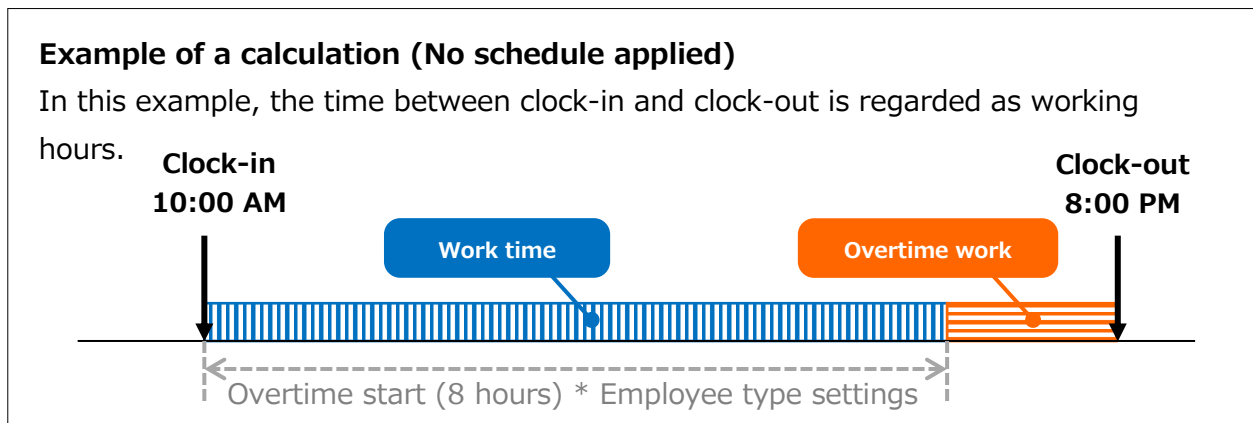 Example of a calculation (No schedule applied)
In this example, the time between clock-in and clock-out is regarded as working
hours.
Clock-in
10:00 AM
Clock-out
8:00 PM
Work time
Overtime work
Overtime start (8 hours) * Employee type settings